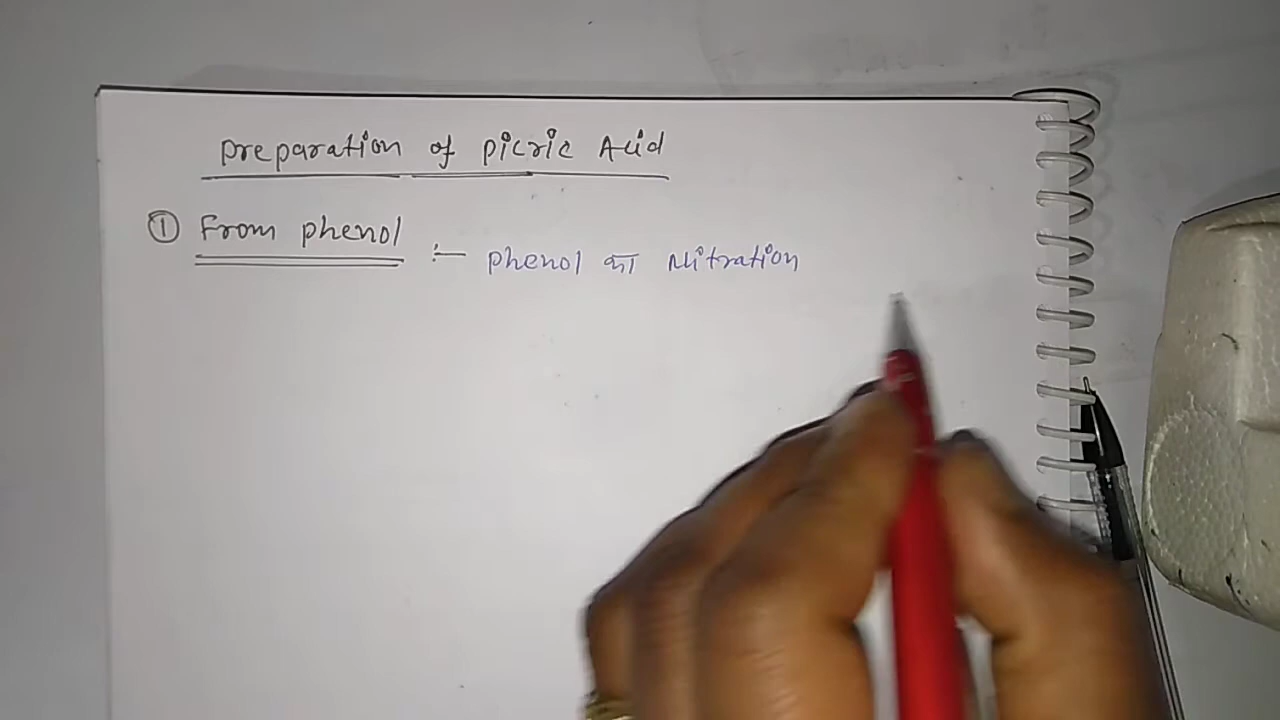 Preparation of Picric Acid
① From phenol :- Phenol का Nitration